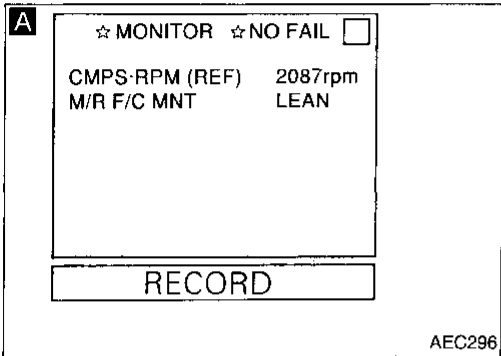 A
☆ MONITOR ☆ NO FAIL
CMPS·RPM (REF) 2087rpm
M/R F/C MNT LEAN
RECORD
AEC296